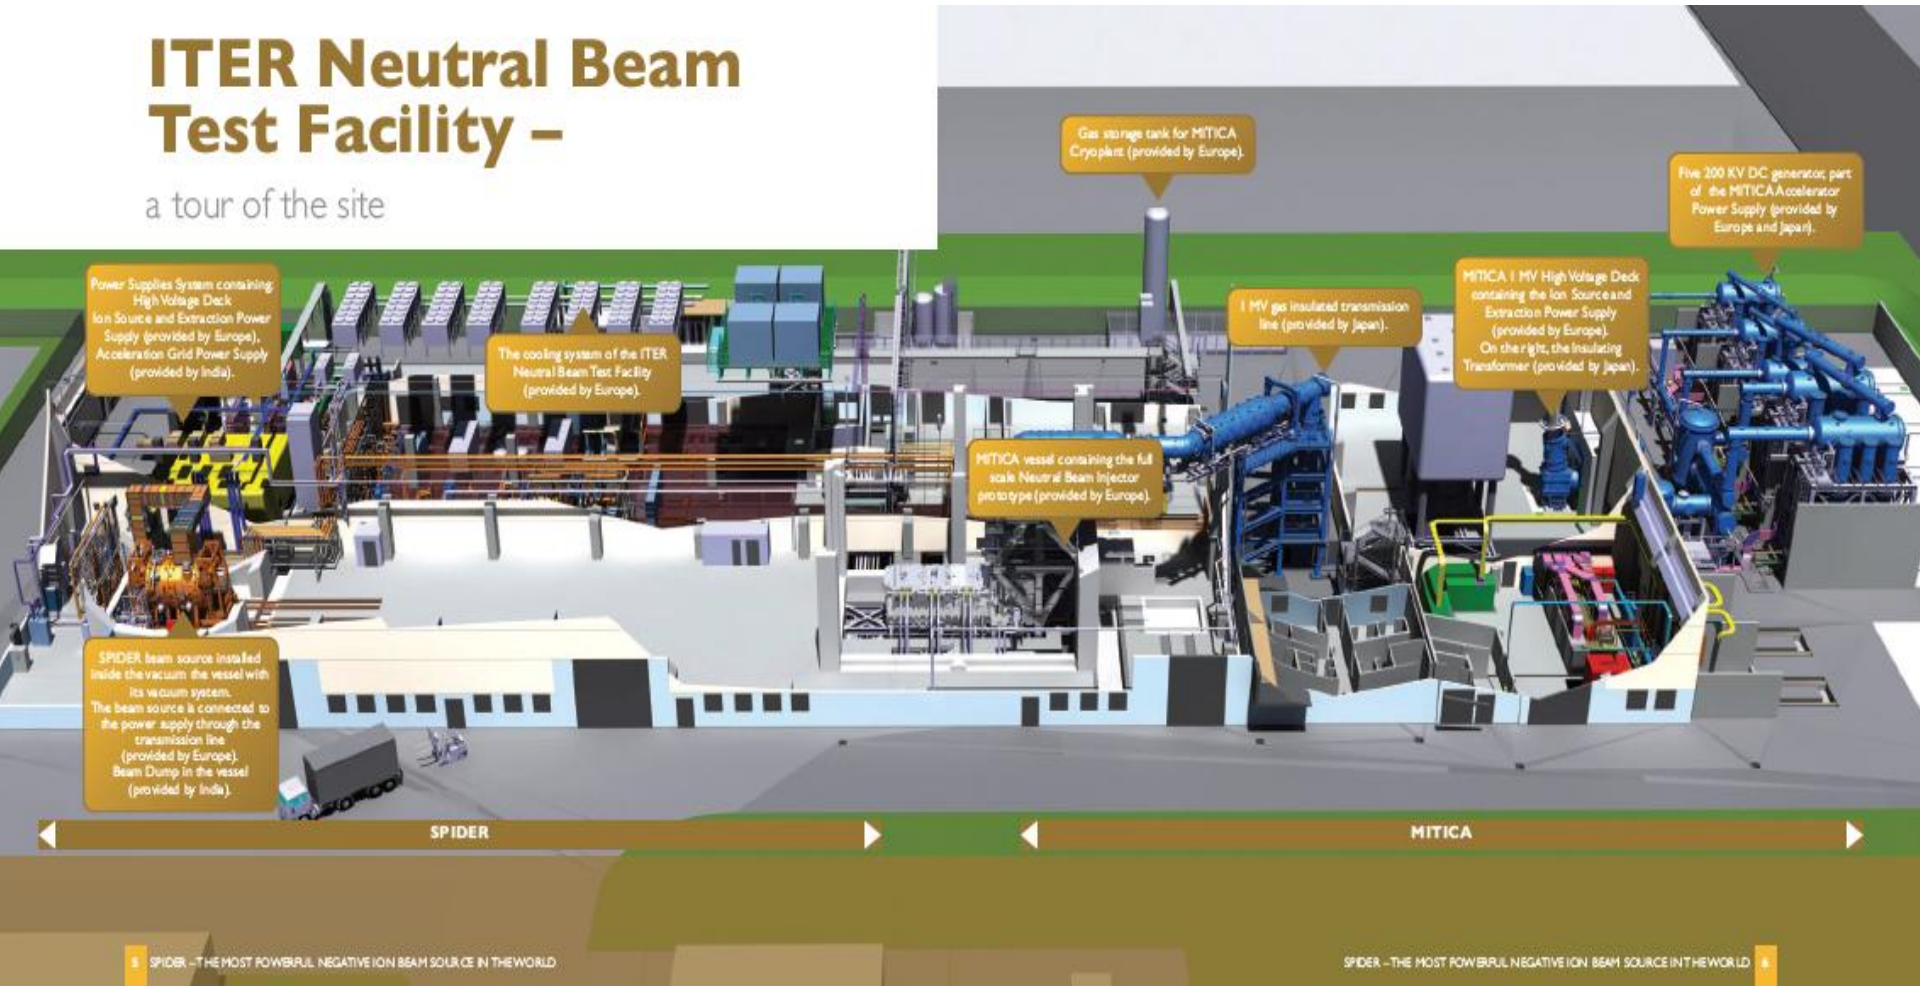 ITER Neutral Beam
Test Facility –
a tour of the site
Gas storage tank for MITICA
Cryoplant (provided by Europe).
Five 200 KV DC generator, part
of the MITICA Accelerator
Power Supply (provided by
Europe and Japan).
Power Supplies System containing:
High Voltage Deck
Ion Source and Extraction Power
Supply (provided by Europe),
Acceleration Grid Power Supply
(provided by India).
The cooling system of the ITER
Neutral Beam Test Facility
(provided by Europe).
1 MV gas insulated transmission
line (provided by Japan).
MITICA 1 MV High Voltage Deck
containing the Ion Source and
Extraction Power Supply
(provided by Europe).
On the right, the Insulating
Transformer (provided by Japan).
MITICA vessel containing the full
scale Neutral Beam Injector
prototype (provided by Europe).
SPIDER beam source installed
inside the vacuum the vessel with
its vacuum system.
The beam source is connected to
the power supply through the
transmission line
(provided by Europe).
Beam Dump in the vessel
(provided by India).
SPIDER
MITICA
5 SPIDER – THE MOST POWERFUL NEGATIVE ION BEAM SOURCE IN THE WORLD
SPIDER – THE MOST POWERFUL NEGATIVE ION BEAM SOURCE IN THE WORLD 6